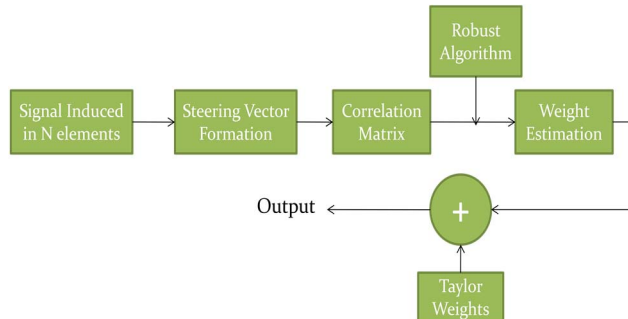 Robust
Algorithm
Signal Induced
in N elements
Steering Vector
Formation
Correlation
Matrix
Weight
Estimation
Output
+
Taylor
Weights